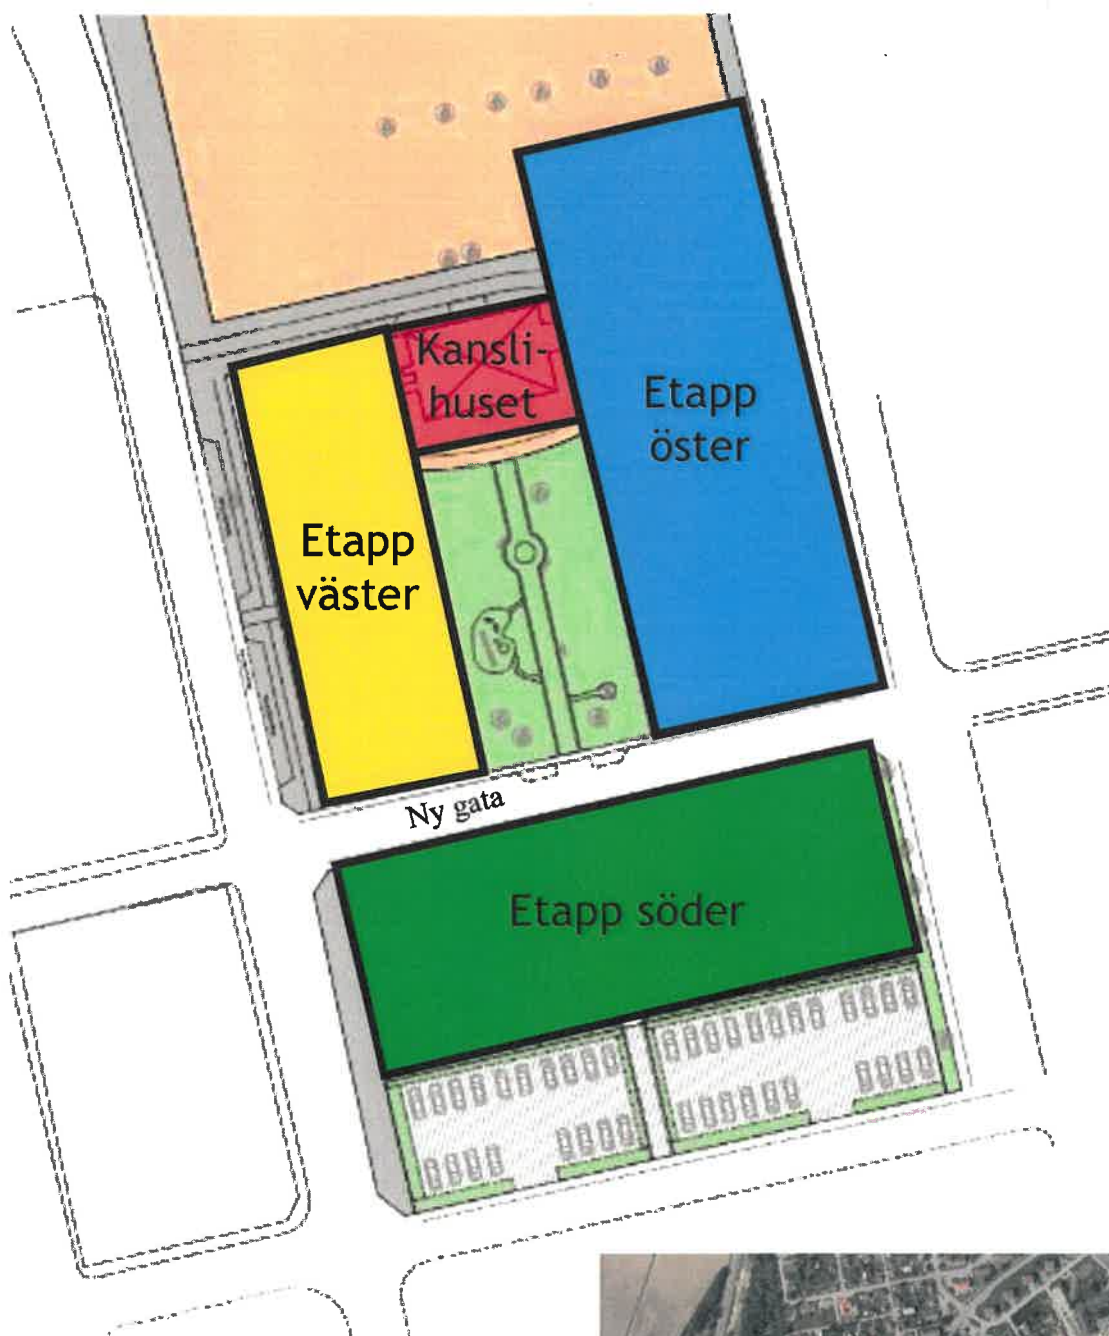 Kansli-
huset
Etapp
öster
Etapp
väster
Ny gata
Etapp söder